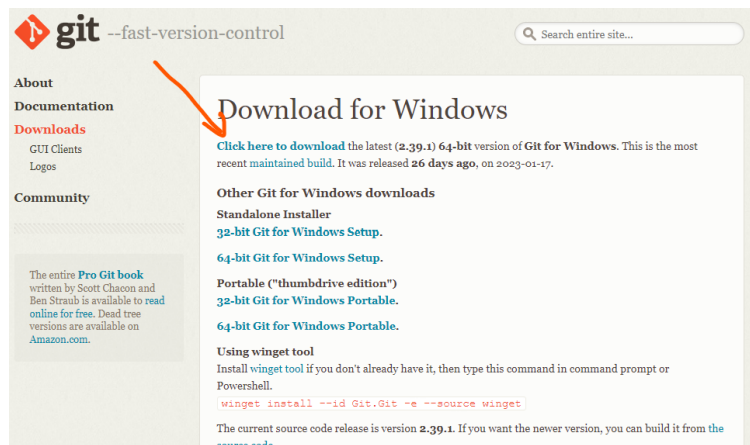 git --fast-version-control
Search entire site...
About
Documentation
Downloads
GUI Clients
Logos
Community
The entire Pro Git book
written by Scott Chacon and
Ben Straub is available to read
online for free. Dead tree
versions are available on
Amazon.com.
Download for Windows
Click here to download the latest (2.39.1) 64-bit version of Git for Windows. This is the most
recent maintained build. It was released 26 days ago, on 2023-01-17.
Other Git for Windows downloads
Standalone Installer
32-bit Git for Windows Setup.
64-bit Git for Windows Setup.
Portable ("thumbdrive edition")
32-bit Git for Windows Portable.
64-bit Git for Windows Portable.
Using winget tool
Install winget tool if you don't already have it, then type this command in command prompt or
Powershell.
winget install --id Git.Git -e --source winget
The current source code release is version 2.39.1. If you want the newer version, you can build it from the
source code.